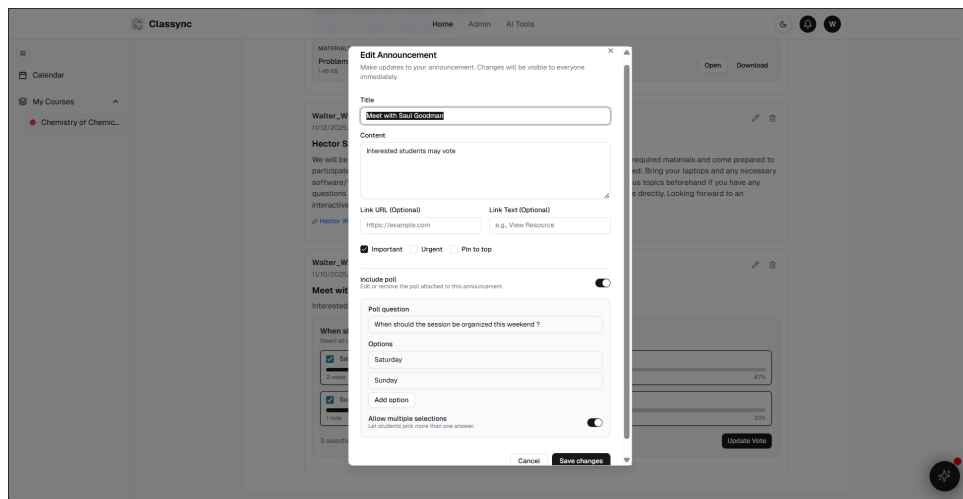 Classync
Home Admin AI Tools
W
Calendar
My Courses
Chemistry of Chemic...
MATERIAL
Problem
1.46 KB
Open Download
Walter_W
11/12/2025,
Hector S
We will be
required materials and come prepared to
participate
ed: Bring your laptops and any necessary
software/
us topics beforehand If you have any
questions
e directly. Looking forward to an
interactive
Hector W
Walter_W
11/10/2025,
Meet wit
Interested
When s
Select al
Sa
2 votes
67%
Su
1 vote
33%
3 selecti
Update Vote
Edit Announcement
Make updates to your announcement. Changes will be visible to everyone
immediately.
Title
Meet with Saul Goodman
Content
Interested students may vote
Link URL (Optional) Link Text (Optional)
https://example.com e.g., View Resource
Important Urgent Pin to top
Include poll
Edit or remove the poll attached to this announcement.
Poll question
When should the session be organized this weekend ?
Options
Saturday
Sunday
Add option
Allow multiple selections
Let students pick more than one answer.
Cancel Save changes